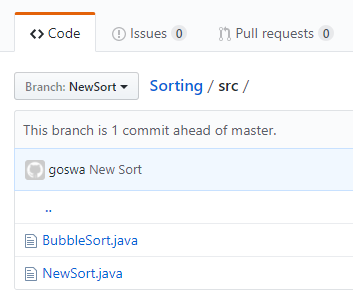 Code Issues 0 Pull requests 0
Branch: NewSort Sorting / src /
This branch is 1 commit ahead of master.
goswa New Sort
..
BubbleSort.java
NewSort.java